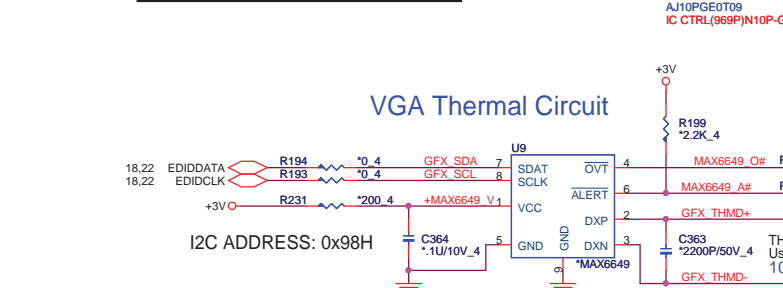 AJ10PGE0T09
IC CTRL(969P)N10P-G
+3V
VGA Thermal Circuit
R199
*2.2K_4
U9
18,22 EDIDDATA R194 *0_4 GFX_SDA 7 SDAT OVT 4 MAX6649_O# R
18,22 EDIDCLK R193 *0_4 GFX_SCL 8 SCLK
ALERT 6 MAX6649_A# R
+3V R231 *200_4 +MAX6649_V 1 VCC
DXP 2 GFX_THMD+
I2C ADDRESS: 0x98H
C364
*.1U/10V_4
5 GND GND DXN 3
C363
*2200P/50V_4
TH
Us
10
9 *MAX6649
GFX_THMD-